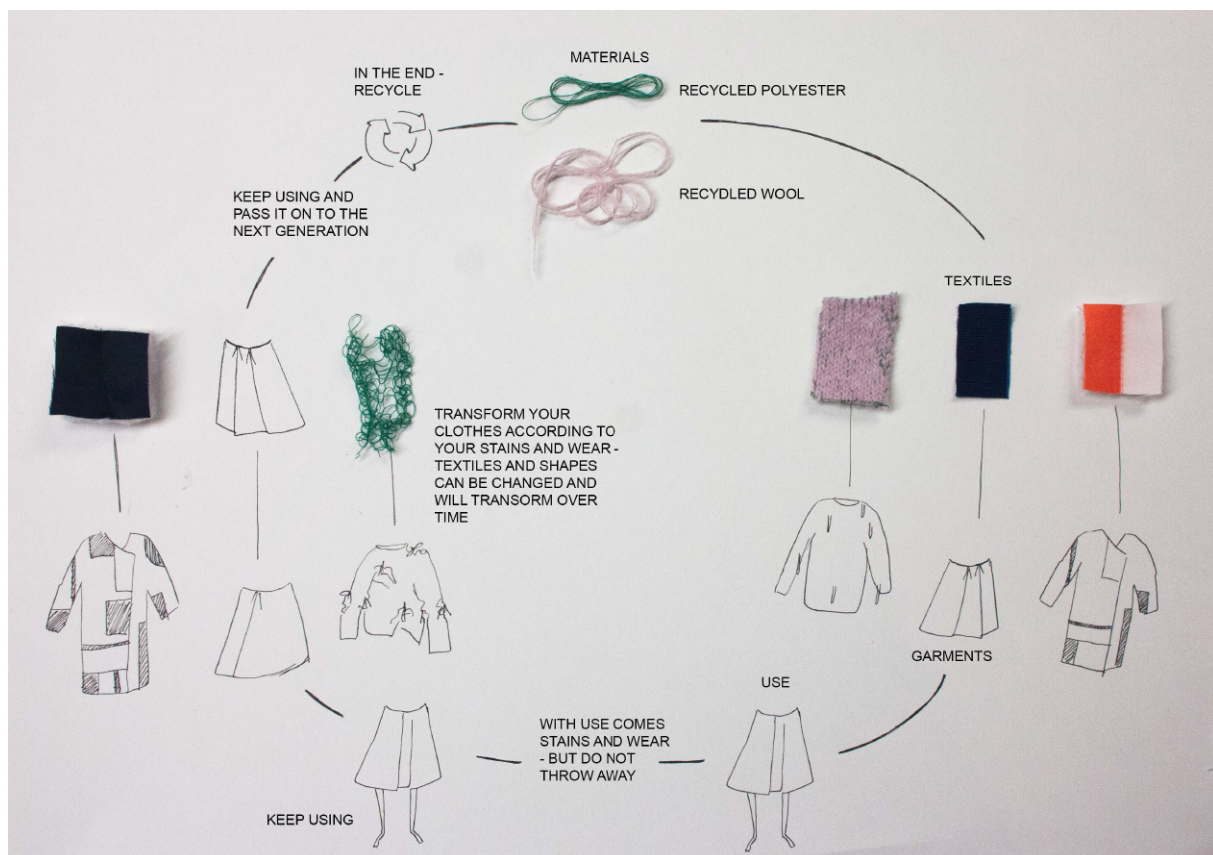 MATERIALS
IN THE END -
RECYCLE
RECYCLED POLYESTER
KEEP USING AND
PASS IT ON TO THE
NEXT GENERATION
RECYDLED WOOL
TEXTILES
TRANSFORM YOUR
CLOTHES ACCORDING TO
YOUR STAINS AND WEAR -
TEXTILES AND SHAPES
CAN BE CHANGED AND
WILL TRANSORM OVER
TIME
GARMENTS
USE
WITH USE COMES
STAINS AND WEAR
- BUT DO NOT
THROW AWAY
KEEP USING